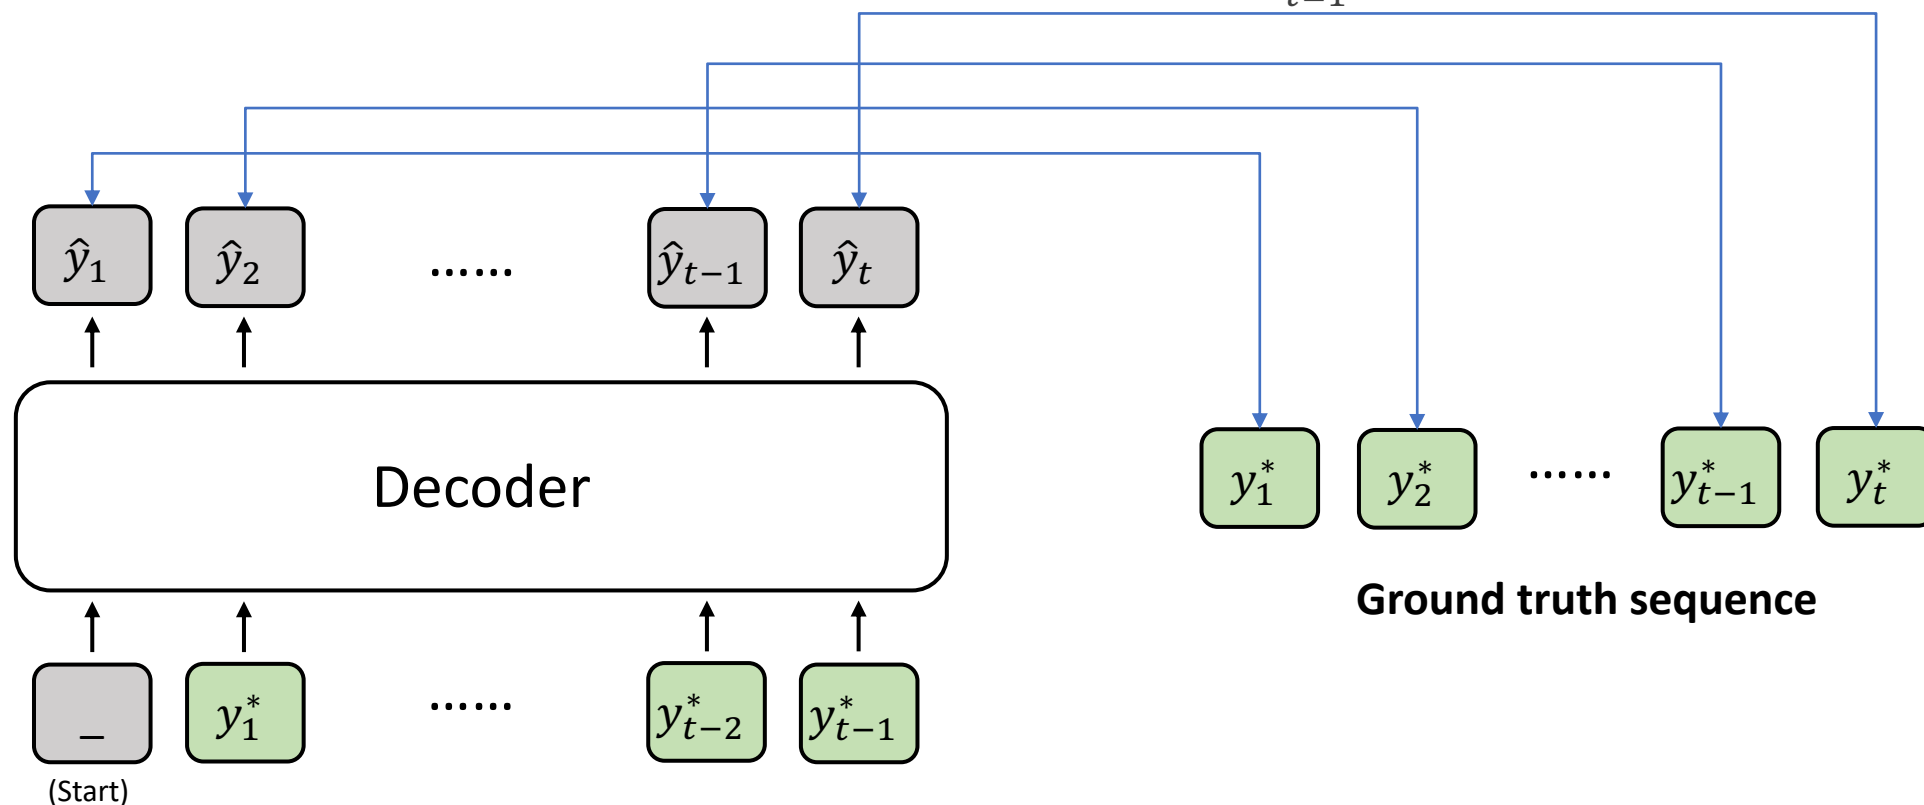 t=1
ŷ₁ ŷ₂ ...... ŷₜ₋₁ ŷₜ
Decoder
y₁* y₂* ...... yₜ₋₁* yₜ*
Ground truth sequence
_ y₁* ...... yₜ₋₂* yₜ₋₁*
(Start)